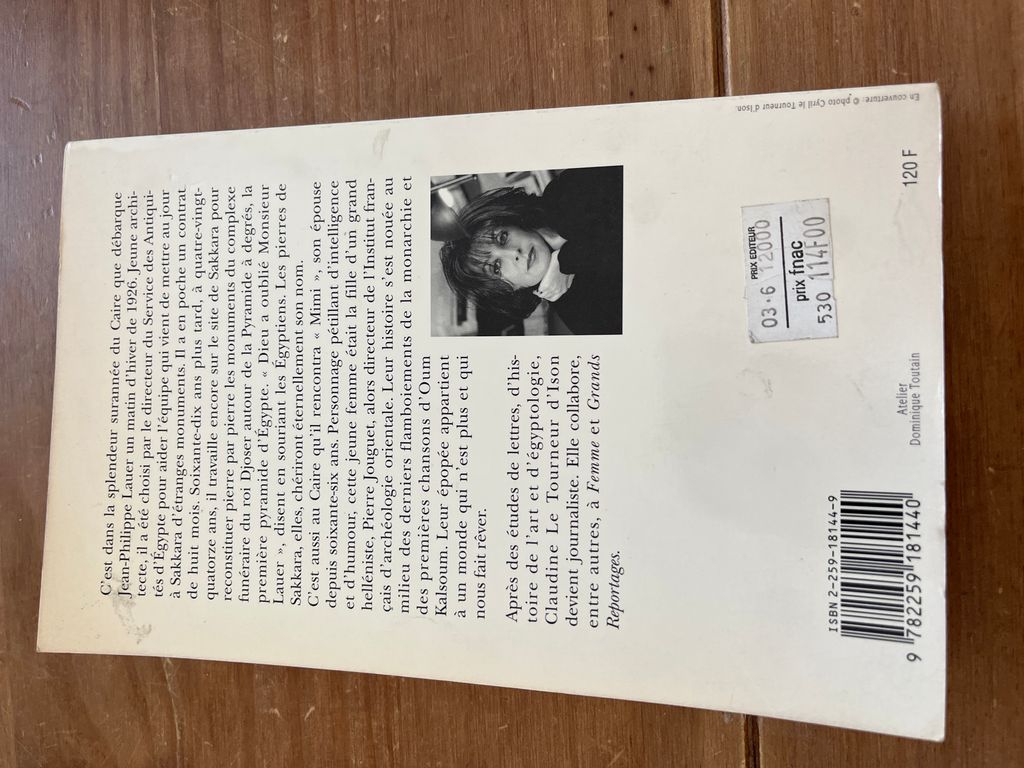 C'est dans la splendeur surannée du Caire que débarque
Jean-Philippe Lauer un matin d'hiver de 1926. Jeune archi-
tecte, il a été choisi par le directeur du Service des Antiqui-
tés d'Égypte pour aider l'équipe qui vient de mettre au jour
à Sakkara d'étranges monuments. Il a en poche un contrat
de huit mois. Soixante-dix ans plus tard, à quatre-vingt-
quatorze ans, il travaille encore sur le site de Sakkara pour
reconstituer pierre par pierre les monuments du complexe
funéraire du roi Djoser autour de la Pyramide à degrés, la
première pyramide d'Égypte. « Dieu a oublié Monsieur
Lauer », disent en souriant les Égyptiens. Les pierres de
Sakkara, elles, chériront éternellement son nom.
C'est aussi au Caire qu'il rencontra « Mimi », son épouse
depuis soixante-six ans. Personnage pétillant d'intelligence
et d'humour, cette jeune femme était la fille d'un grand
helléniste, Pierre Jouguet, alors directeur de l'Institut fran-
çais d'archéologie orientale. Leur histoire s'est nouée au
milieu des derniers flamboiements de la monarchie et
des premières chansons d'Oum
Kalsoum. Leur épopée appartient
à un monde qui n'est plus et qui
nous fait rêver.
Après des études de lettres, d'his-
toire de l'art et d'égyptologie,
Claudine Le Tourneur d'Ison
devient journaliste. Elle collabore,
entre autres, à Femme et Grands
Reportages.
PRIX EDITEUR
03·6 12000
prix fnac
530 114F00
ISBN 2-259-18144-9
9 782259 181440
Atelier
Dominique Toutain
120 F
En couverture : © photo Cyril le Tourneur d'Ison